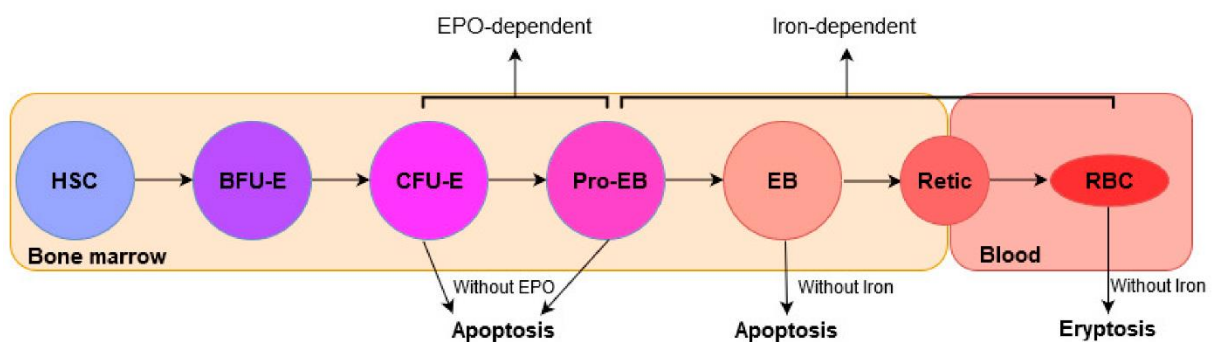 EPO-dependent
Iron-dependent
HSC
BFU-E
CFU-E
Pro-EB
EB
Retic
RBC
Bone marrow
Blood
Without EPO
Without Iron
Without Iron
Apoptosis
Apoptosis
Eryptosis